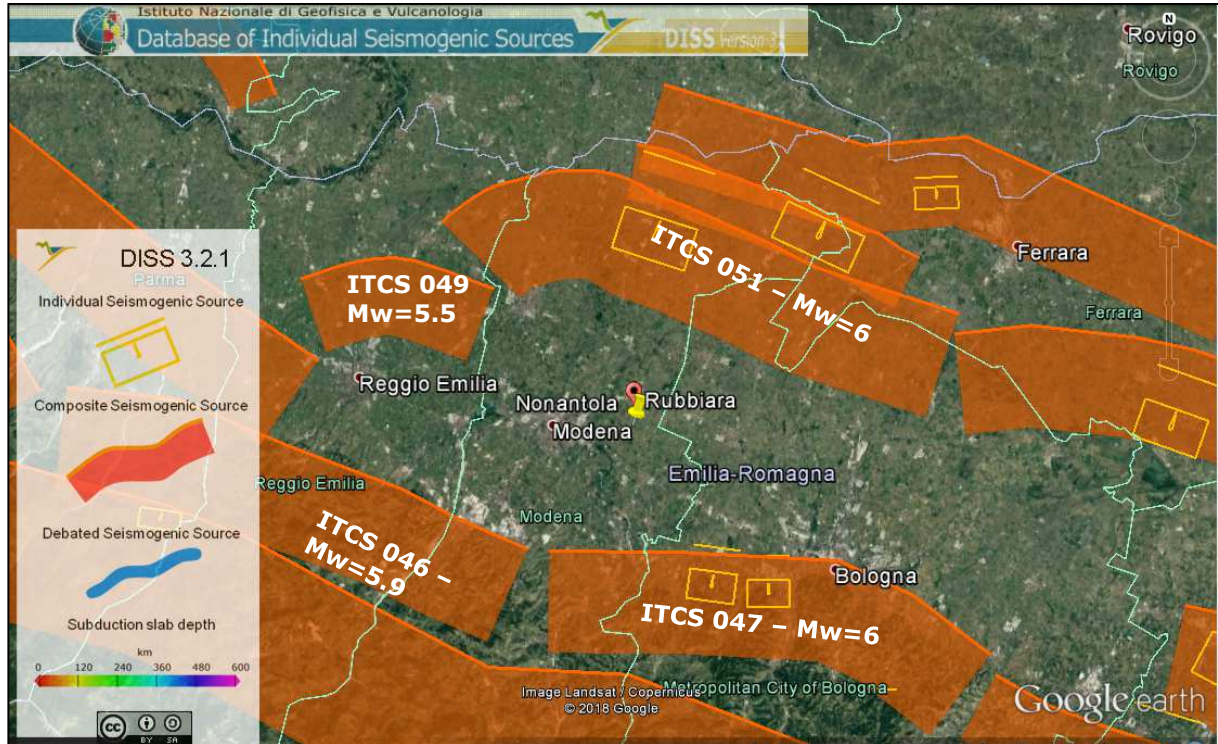 Istituto Nazionale di Geofisica e Vulcanologia
Database of Individual Seismogenic Sources
DISS version 3
N
Rovigo
Rovigo
DISS 3.2.1
Parma
Individual Seismogenic Source
Composite Seismogenic Source
Debated Seismogenic Source
Subduction slab depth
km
0 120 240 360 480 600
cc BY SA
ITCS 049
Mw=5.5
ITCS 051 – Mw=6
Ferrara
Ferrara
Reggio Emilia
Nonantola
Rubbiara
Modena
Emilia-Romagna
Reggio Emilia
Modena
ITCS 046 –
Mw=5.9
Bologna
ITCS 047 – Mw=6
Metropolitan City of Bologna
Image Landsat / Copernicus
© 2018 Google
Google earth